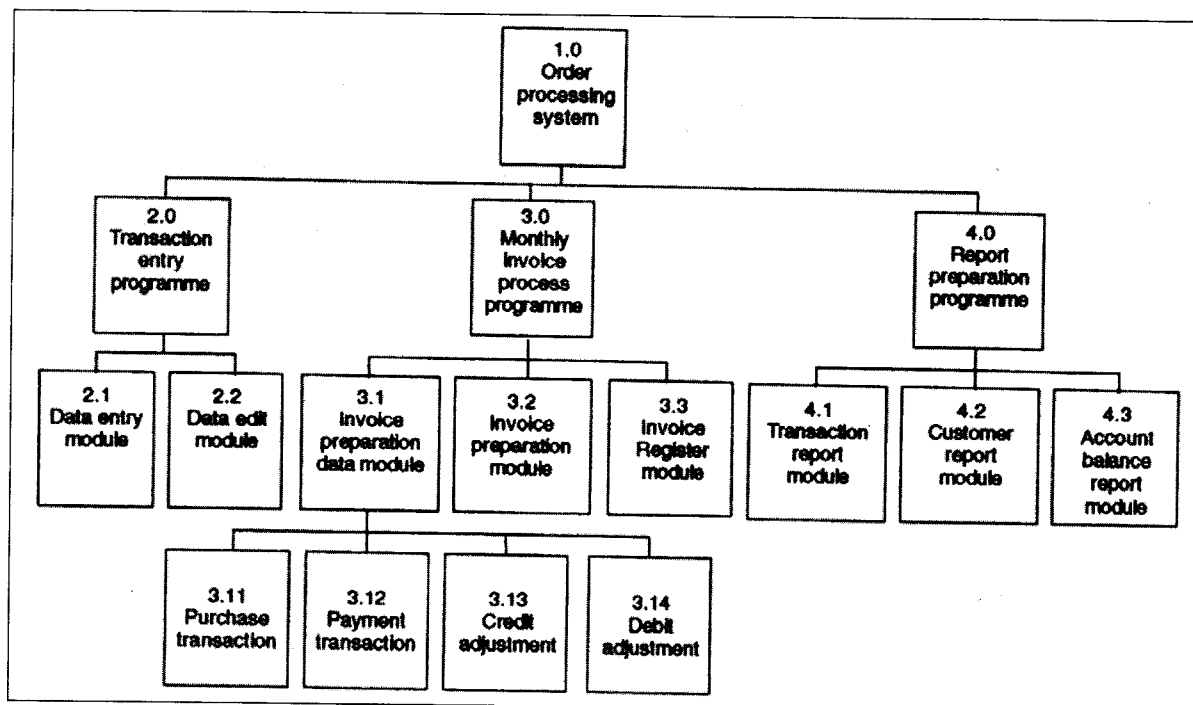 1.0
Order
processing
system
2.0
Transaction
entry
programme
3.0
Monthly
invoice
process
programme
4.0
Report
preparation
programme
2.1
Data entry
module
2.2
Data edit
module
3.1
Invoice
preparation
data module
3.2
Invoice
preparation
module
3.3
Invoice
Register
module
4.1
Transaction
report
module
4.2
Customer
report
module
4.3
Account
balance
report
module
3.11
Purchase
transaction
3.12
Payment
transaction
3.13
Credit
adjustment
3.14
Debit
adjustment